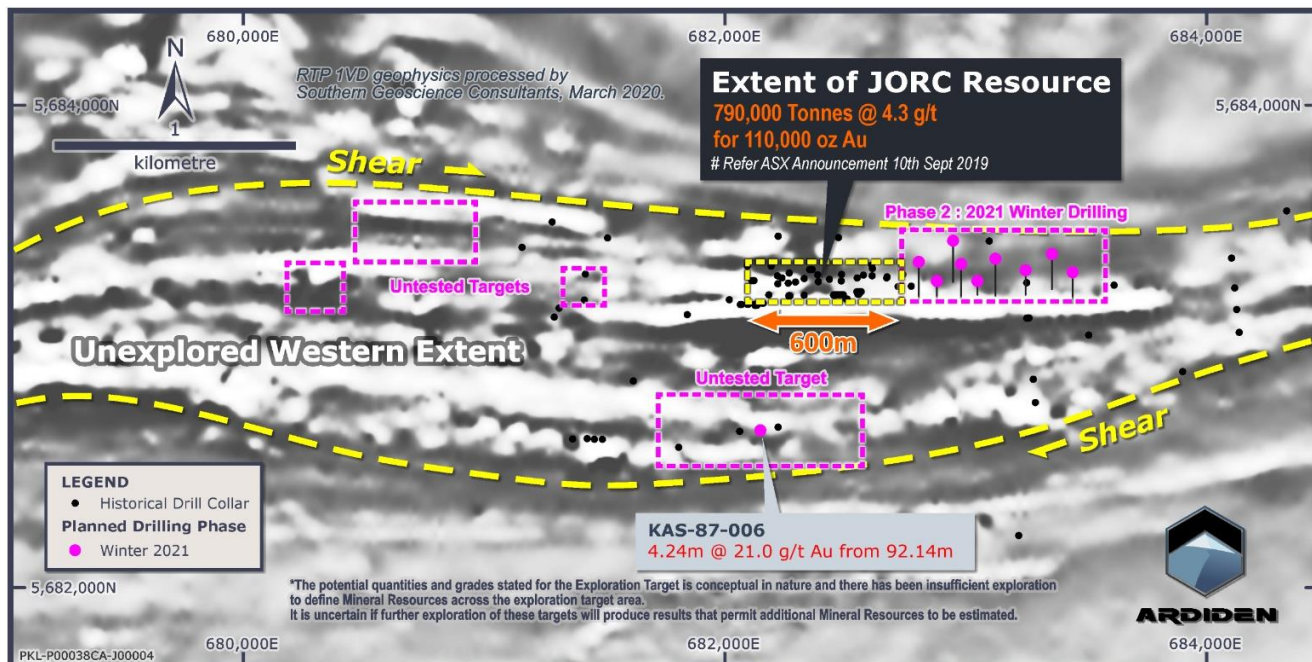 680,000E
682,000E
684,000E
N
RTP 1VD geophysics processed by
Southern Geoscience Consultants, March 2020.
5,684,000N
5,684,000N
1
kilometre
Extent of JORC Resource
790,000 Tonnes @ 4.3 g/t
for 110,000 oz Au
# Refer ASX Announcement 10th Sept 2019
Shear
Phase 2 : 2021 Winter Drilling
Untested Targets
600m
Unexplored Western Extent
Untested Target
Shear
LEGEND
Historical Drill Collar
Planned Drilling Phase
Winter 2021
KAS-87-006
4.24m @ 21.0 g/t Au from 92.14m
5,682,000N
*The potential quantities and grades stated for the Exploration Target is conceptual in nature and there has been insufficient exploration
to define Mineral Resources across the exploration target area.
It is uncertain if further exploration of these targets will produce results that permit additional Mineral Resources to be estimated.
ARDIDEN
680,000E
682,000E
684,000E
PKL-P00038CA-J00004